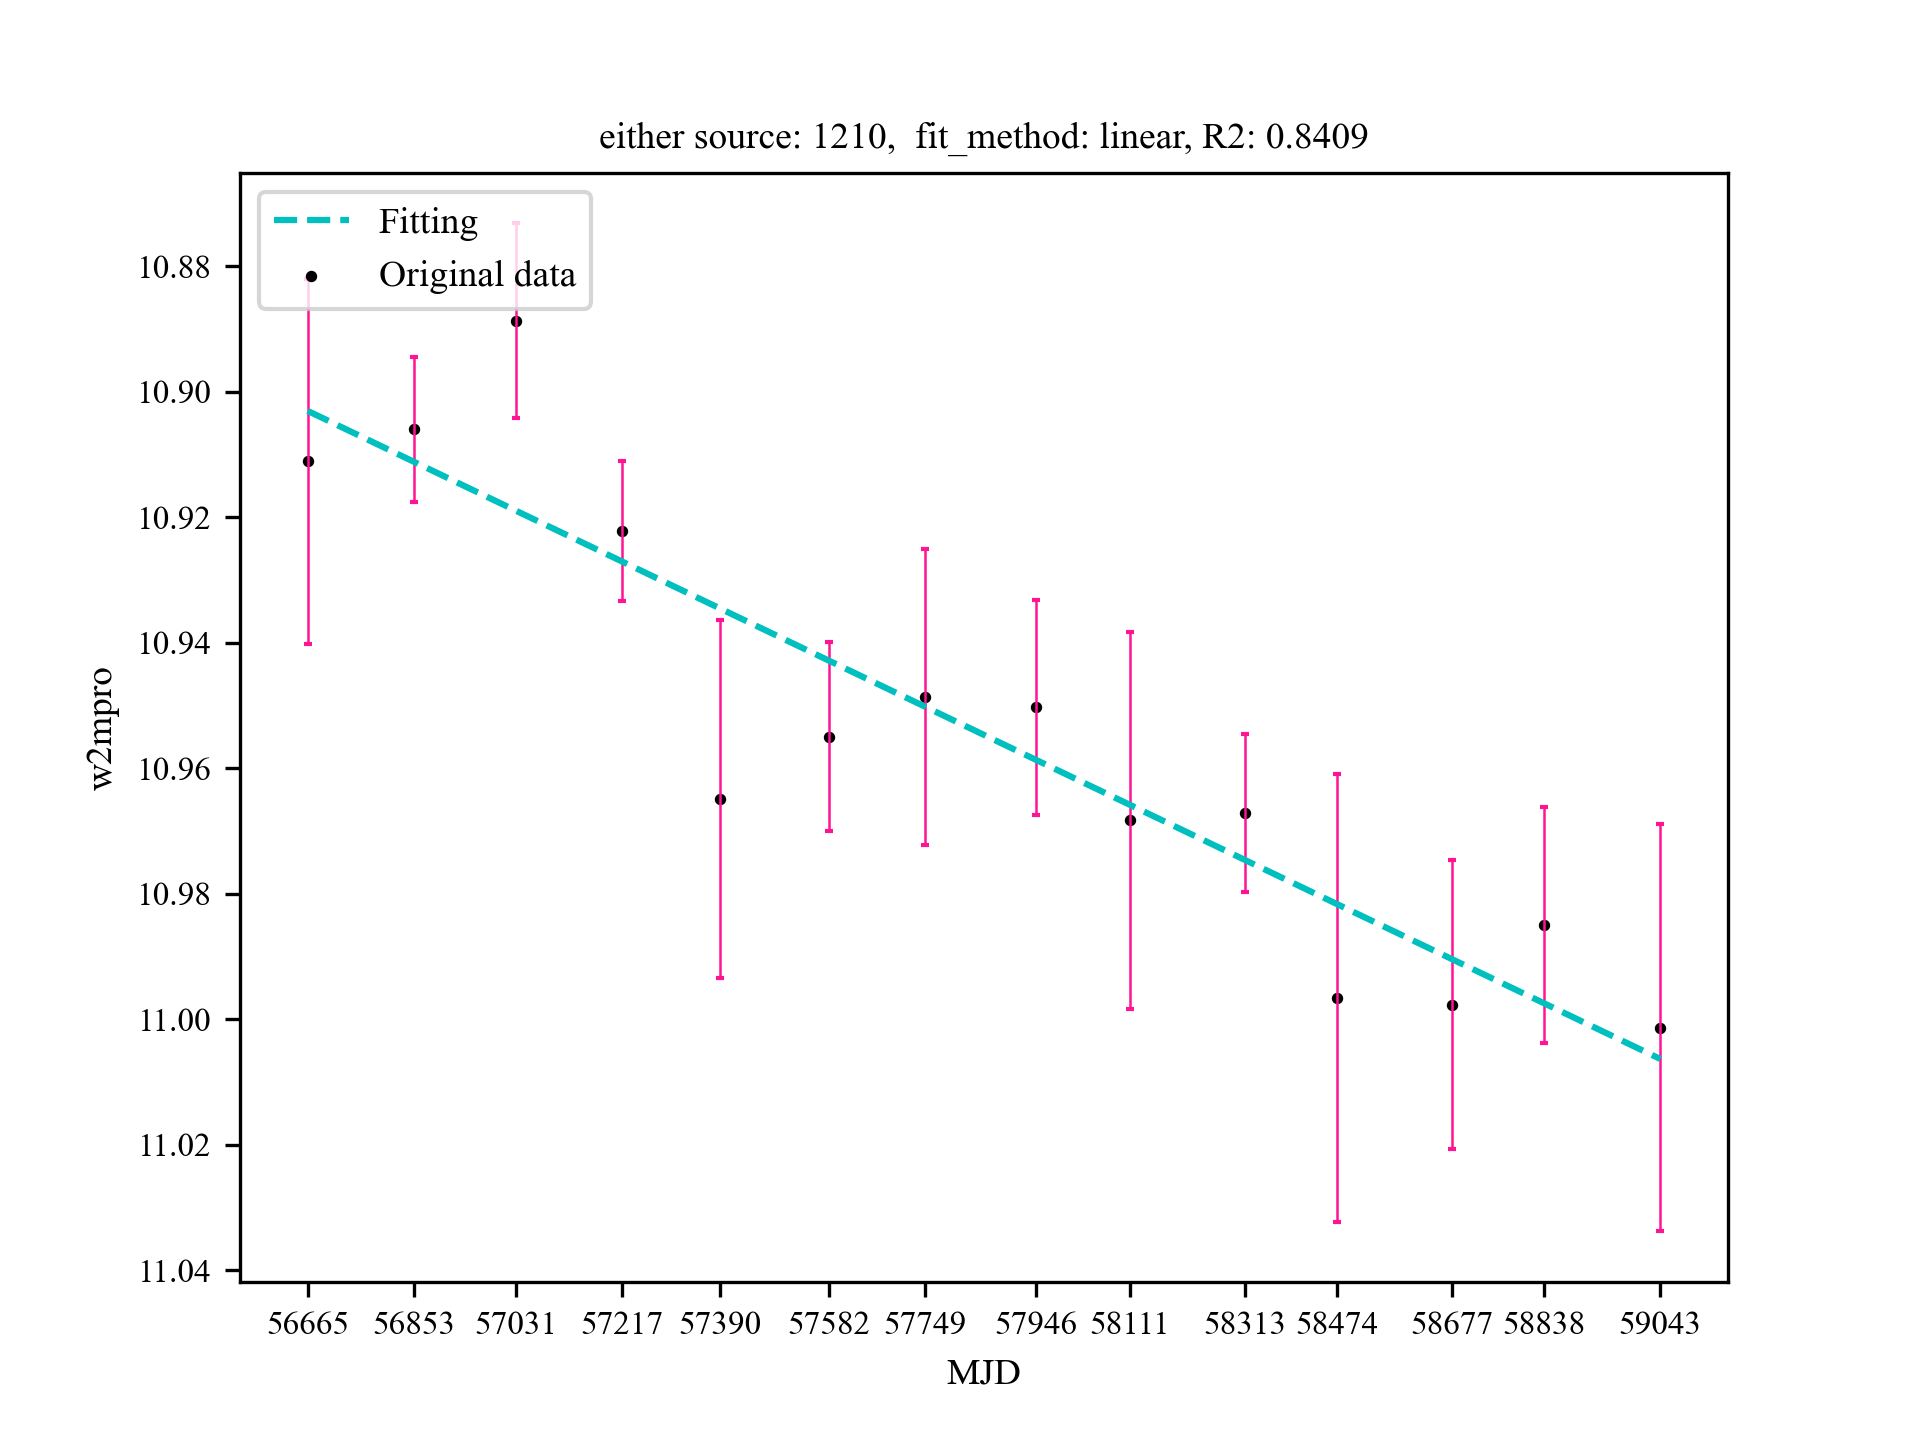 either source: 1210,  fit_method: linear, R2: 0.8409
Fitting
Original data
10.88
10.90
10.92
10.94
10.96
10.98
11.00
11.02
11.04
w2mpro
56665 56853 57031 57217 57390 57582 57749 57946 58111 58313 58474 58677 58838 59043
MJD